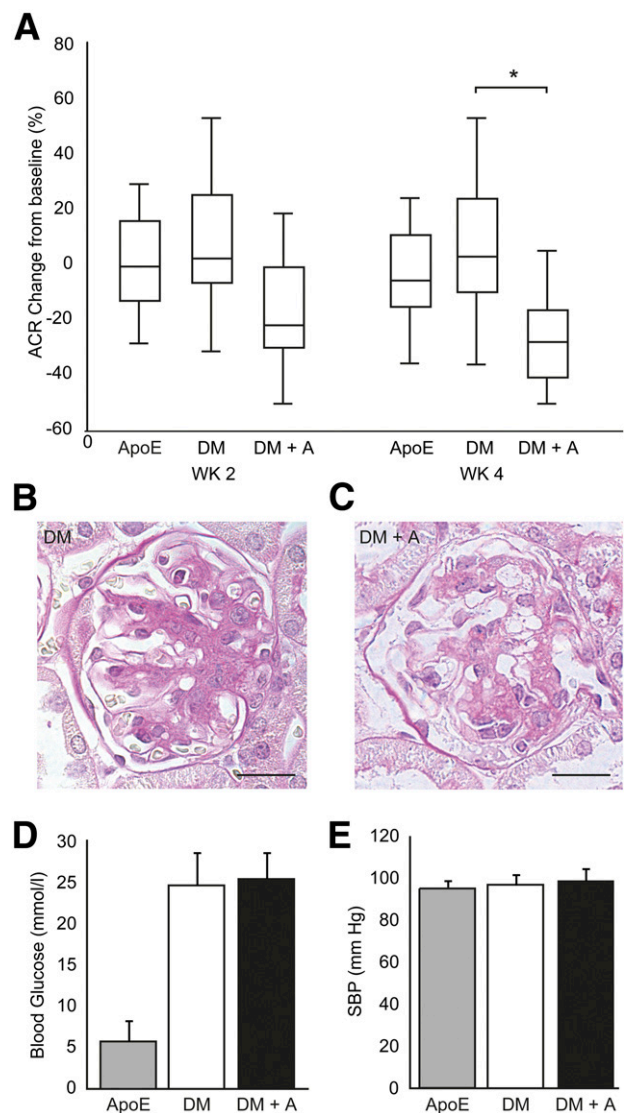 A
ACR Change from baseline (%)
80
60
40
20
0
-20
-40
-60
0
*
ApoE DM DM + A ApoE DM DM + A
WK 2 WK 4
B
DM
C
DM + A
D
Blood Glucose (mmol/l)
30
25
20
15
10
5
0
ApoE DM DM + A
E
SBP (mm Hg)
120
100
80
60
40
20
0
ApoE DM DM + A